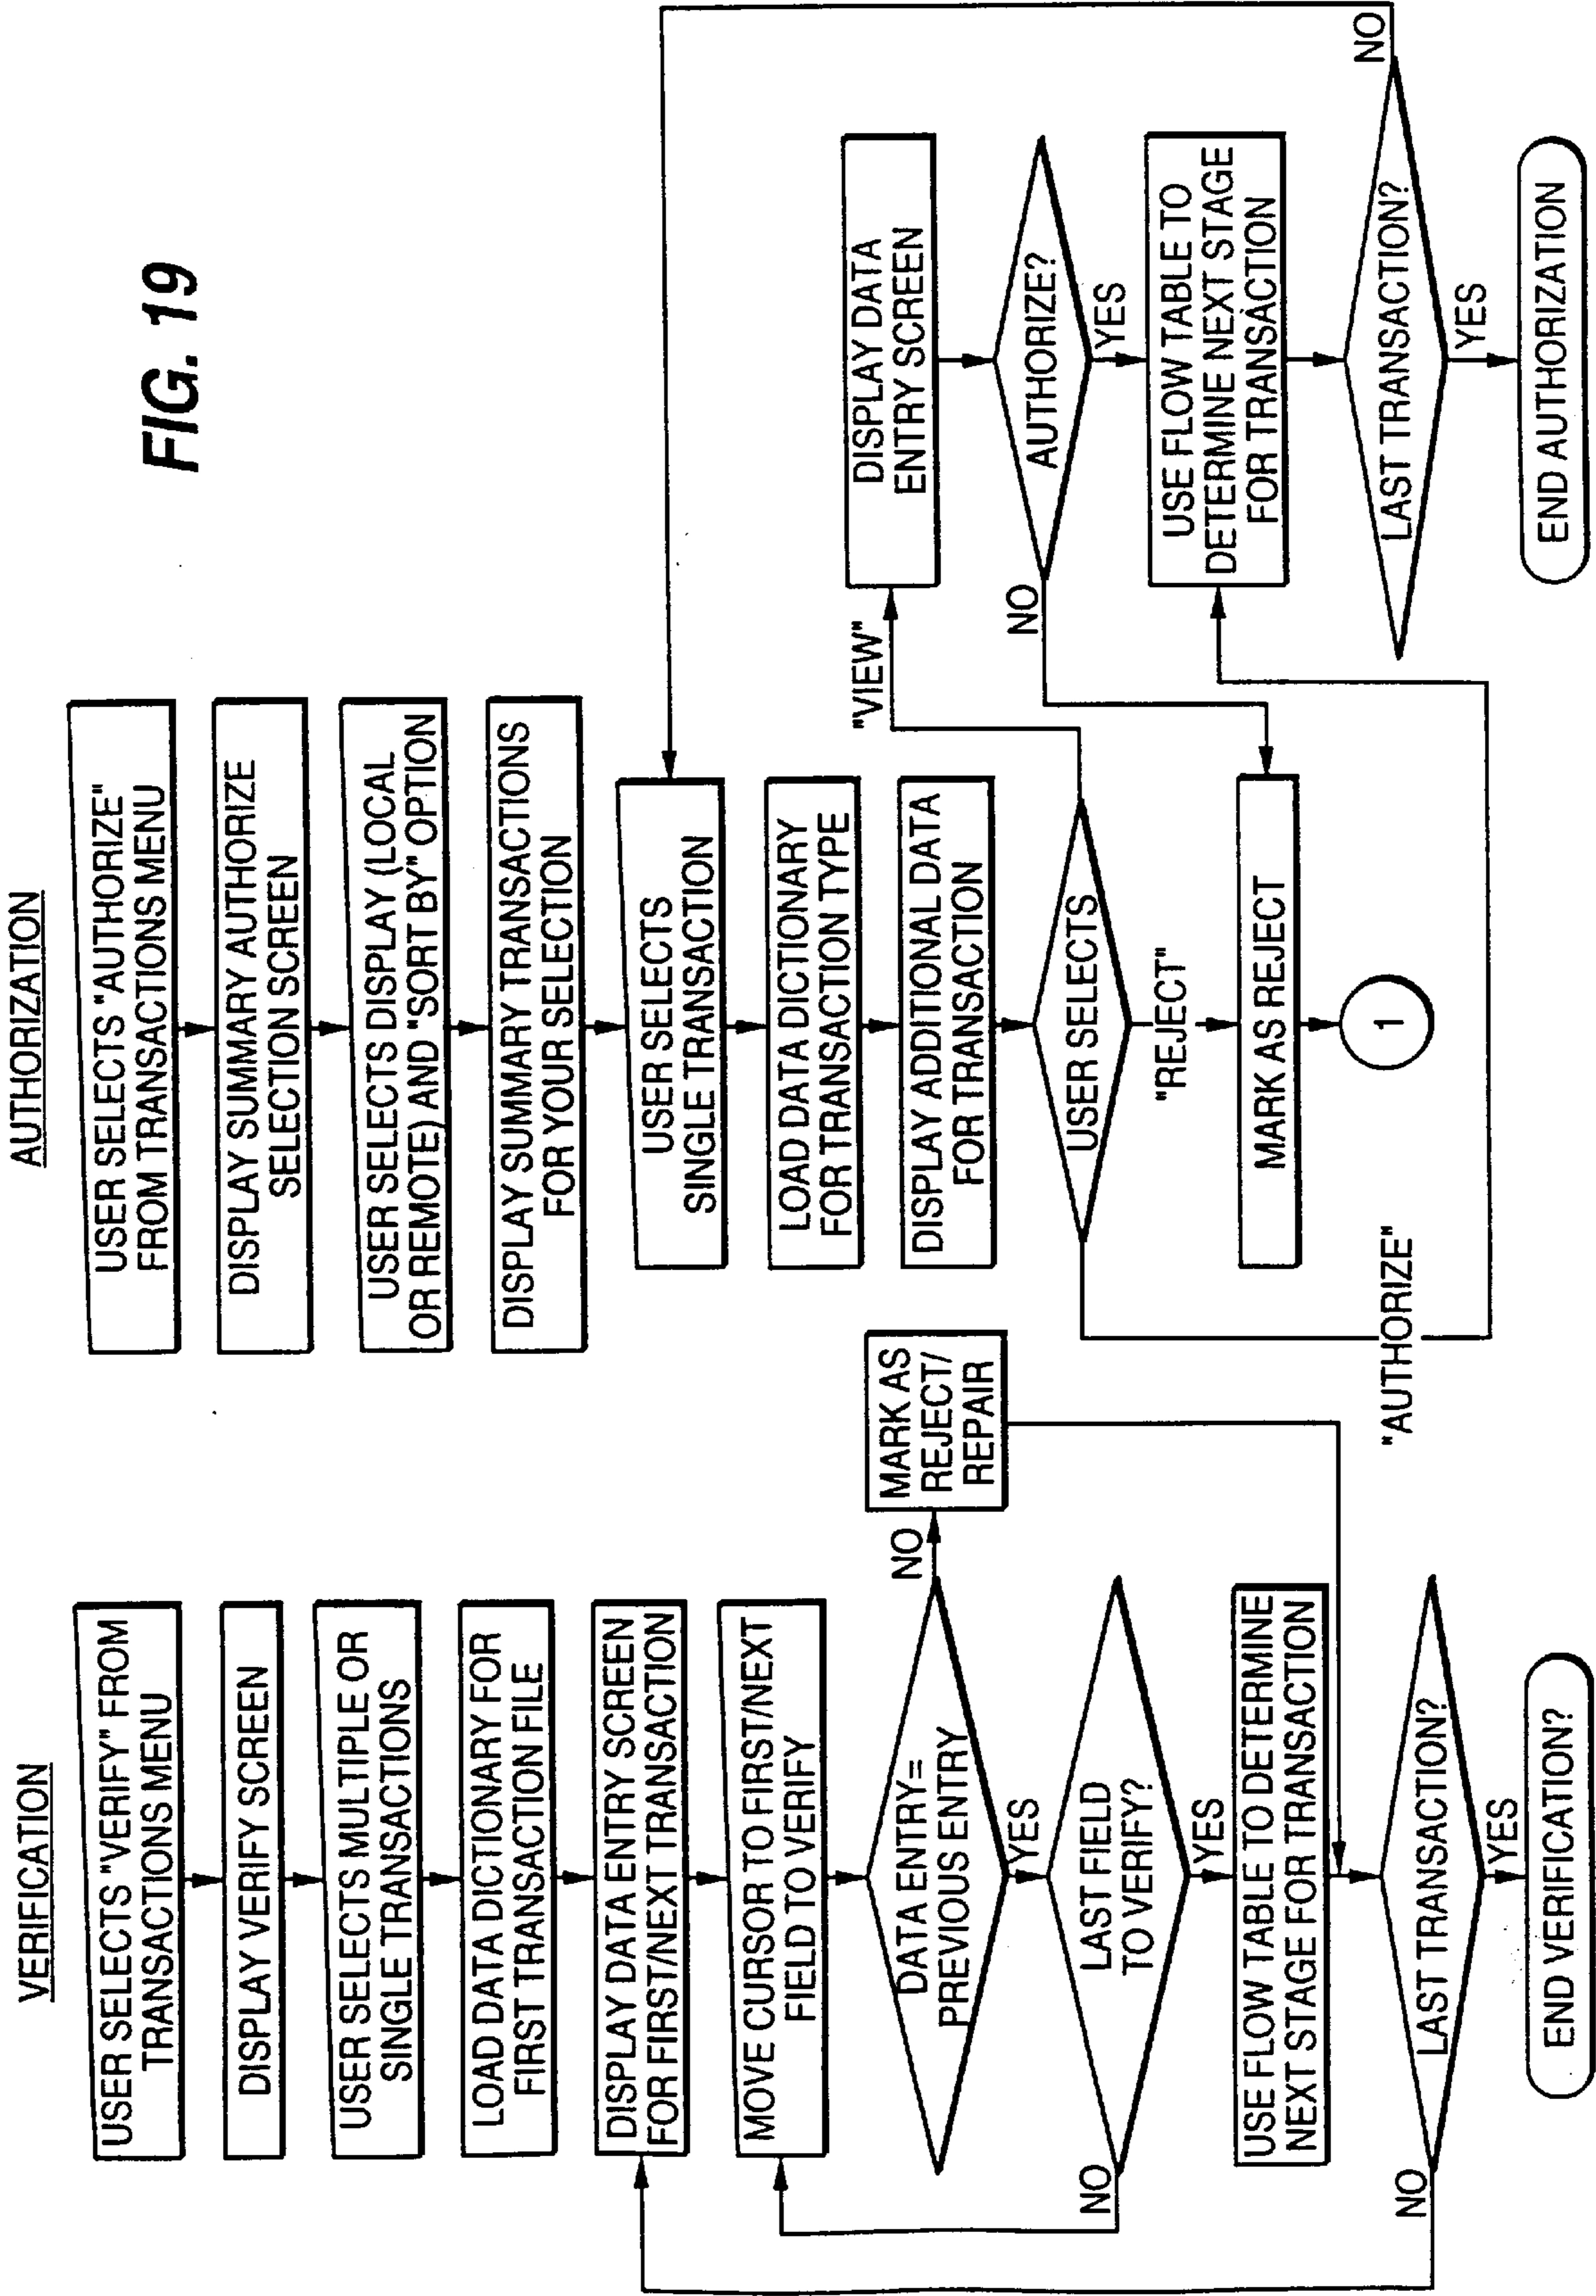 FIG. 19
VERIFICATION
USER SELECTS "VERIFY" FROM
TRANSACTIONS MENU
DISPLAY VERIFY SCREEN
USER SELECTS MULTIPLE OR
SINGLE TRANSACTIONS
LOAD DATA DICTIONARY FOR
FIRST TRANSACTION FILE
DISPLAY DATA ENTRY SCREEN
FOR FIRST/NEXT TRANSACTION
MOVE CURSOR TO FIRST/NEXT
FIELD TO VERIFY
DATA ENTRY=
PREVIOUS ENTRY
NO
MARK AS
REJECT/
REPAIR
YES
LAST FIELD
TO VERIFY?
NO
YES
USE FLOW TABLE TO DETERMINE
NEXT STAGE FOR TRANSACTION
LAST TRANSACTION?
NO
YES
END VERIFICATION?
AUTHORIZATION
USER SELECTS "AUTHORIZE"
FROM TRANSACTIONS MENU
DISPLAY SUMMARY AUTHORIZE
SELECTION SCREEN
USER SELECTS DISPLAY (LOCAL
OR REMOTE) AND "SORT BY" OPTION
DISPLAY SUMMARY TRANSACTIONS
FOR YOUR SELECTION
USER SELECTS
SINGLE TRANSACTION
LOAD DATA DICTIONARY
FOR TRANSACTION TYPE
DISPLAY ADDITIONAL DATA
FOR TRANSACTION
USER SELECTS
"VIEW"
"REJECT"
"AUTHORIZE"
MARK AS REJECT
1
DISPLAY DATA
ENTRY SCREEN
AUTHORIZE?
NO
YES
USE FLOW TABLE TO
DETERMINE NEXT STAGE
FOR TRANSACTION
LAST TRANSACTION?
NO
YES
END AUTHORIZATION